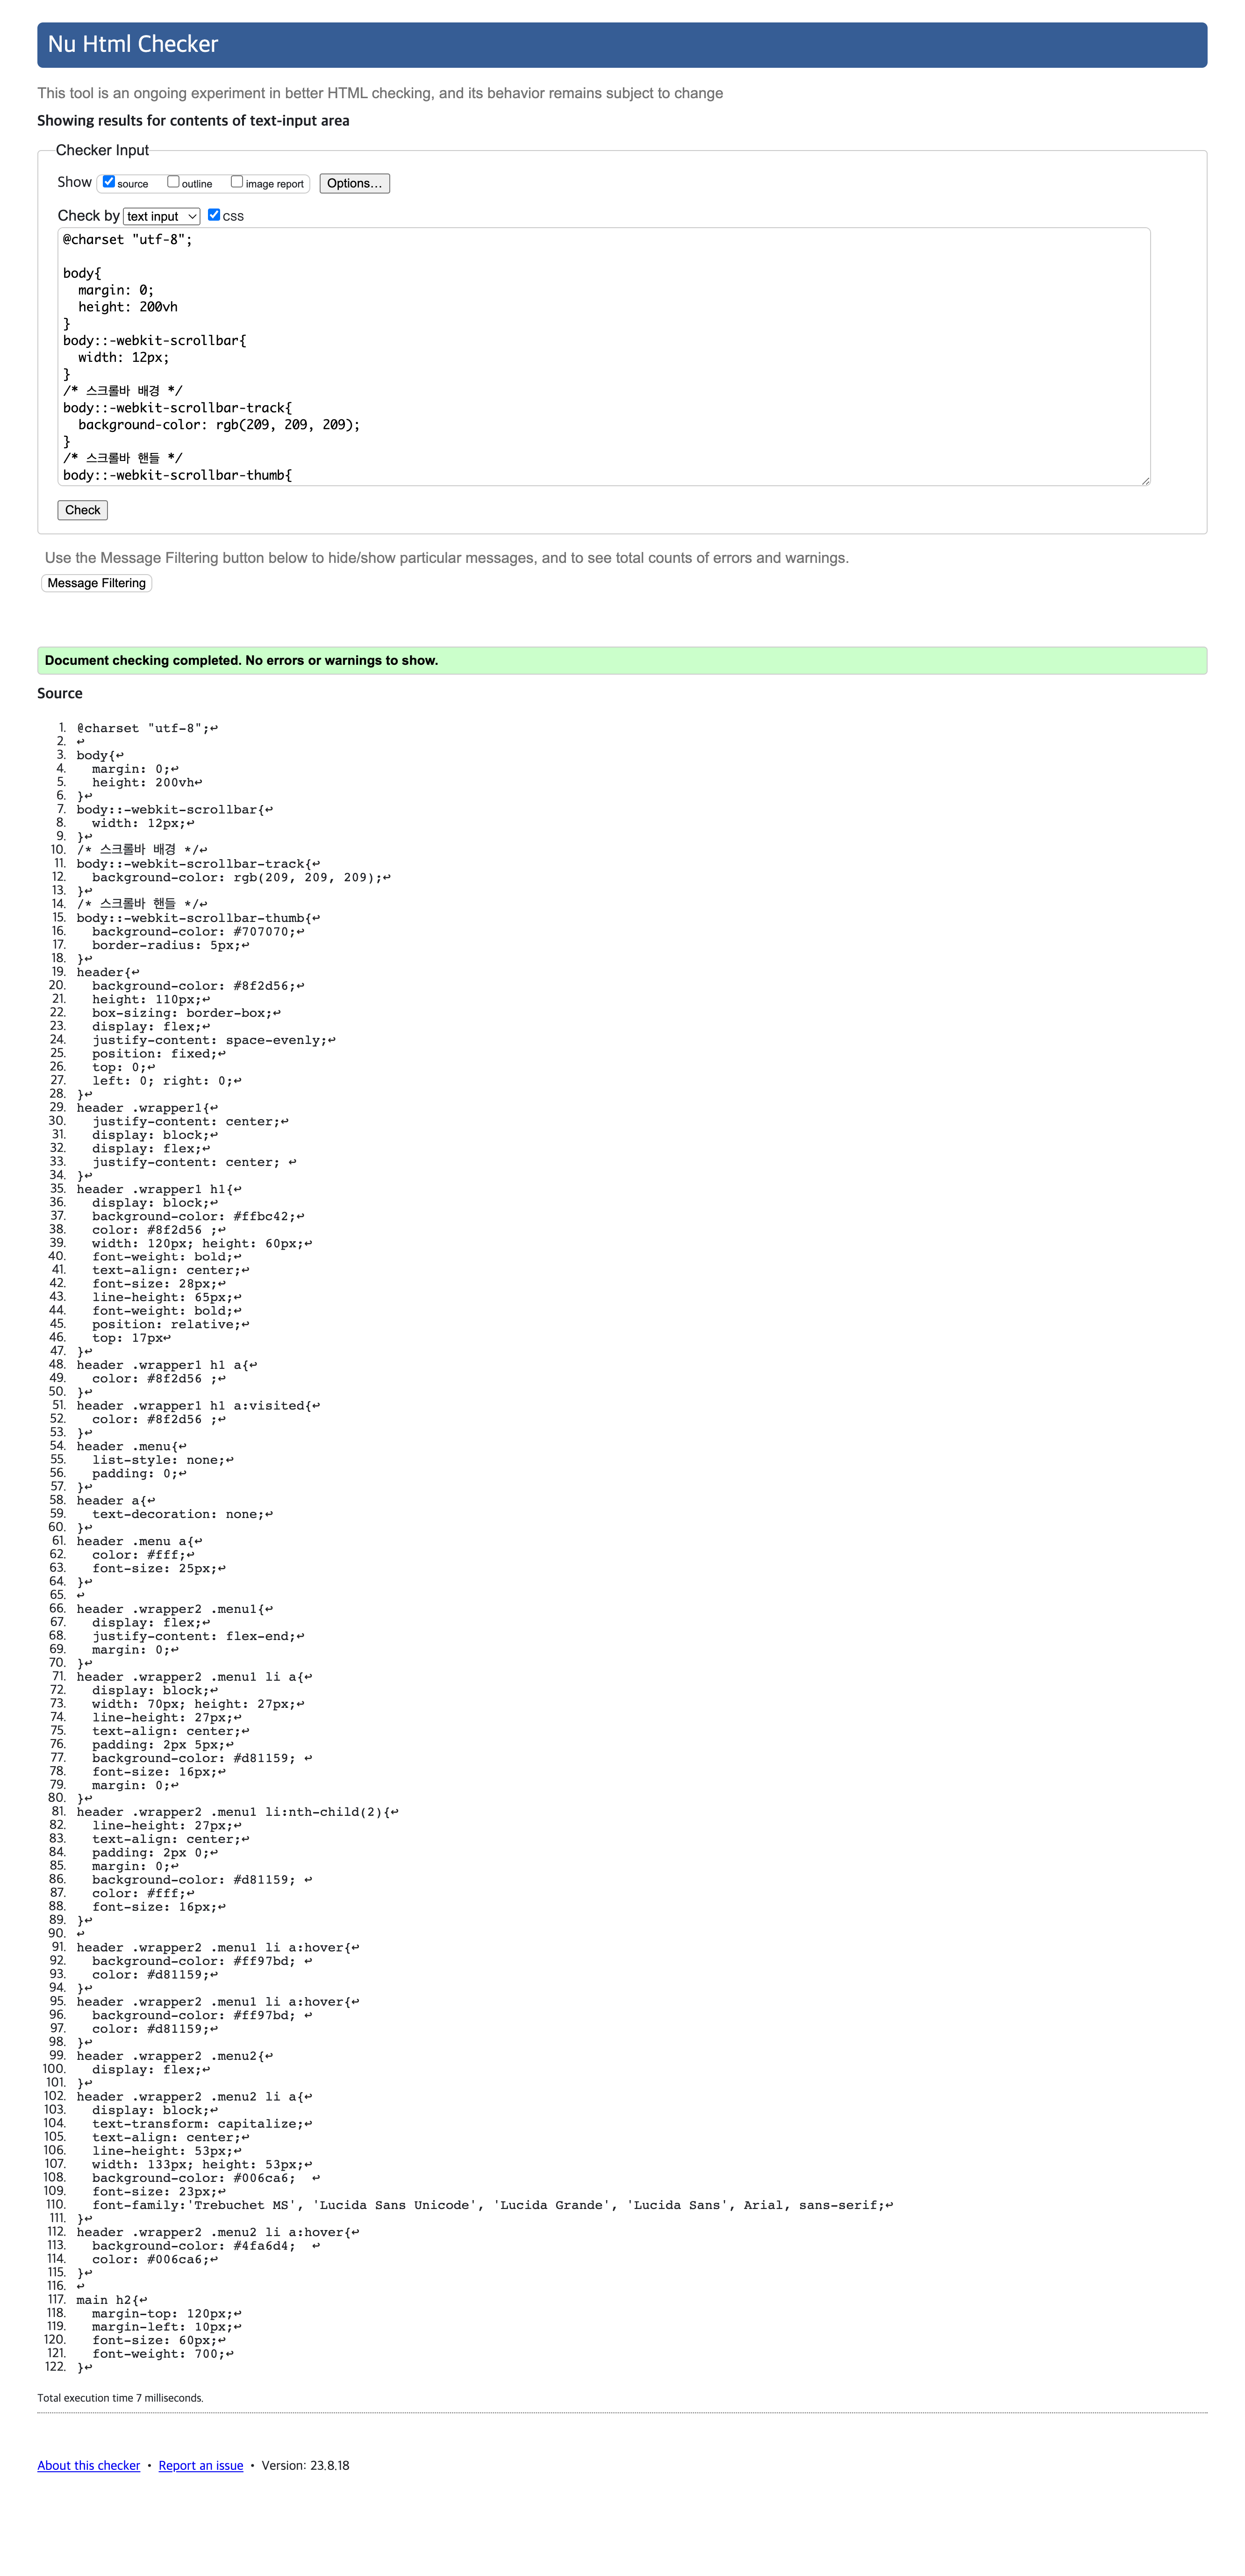 Nu Html Checker
This tool is an ongoing experiment in better HTML checking, and its behavior remains subject to change
Showing results for contents of text-input area
Checker Input
Show source outline image report Options...
Check by text input css
@charset "utf-8";
body{
  margin: 0;
  height: 200vh
}
body::-webkit-scrollbar{
  width: 12px;
}
/* 스크롤바 배경 */
body::-webkit-scrollbar-track{
  background-color: rgb(209, 209, 209);
}
/* 스크롤바 핸들 */
body::-webkit-scrollbar-thumb{
Check
Use the Message Filtering button below to hide/show particular messages, and to see total counts of errors and warnings.
Message Filtering
Document checking completed. No errors or warnings to show.
Source
1. @charset "utf-8";↩
2. ↩
3. body{↩
4.   margin: 0;↩
5.   height: 200vh↩
6. }↩
7. body::-webkit-scrollbar{↩
8.   width: 12px;↩
9. }↩
10. /* 스크롤바 배경 */↩
11. body::-webkit-scrollbar-track{↩
12.   background-color: rgb(209, 209, 209);↩
13. }↩
14. /* 스크롤바 핸들 */↩
15. body::-webkit-scrollbar-thumb{↩
16.   background-color: #707070;↩
17.   border-radius: 5px;↩
18. }↩
19. header{↩
20.   background-color: #8f2d56;↩
21.   height: 110px;↩
22.   box-sizing: border-box;↩
23.   display: flex;↩
24.   justify-content: space-evenly;↩
25.   position: fixed;↩
26.   top: 0;↩
27.   left: 0; right: 0;↩
28. }↩
29. header .wrapper1{↩
30.   justify-content: center;↩
31.   display: block;↩
32.   display: flex;↩
33.   justify-content: center; ↩
34. }↩
35. header .wrapper1 h1{↩
36.   display: block;↩
37.   background-color: #ffbc42;↩
38.   color: #8f2d56 ;↩
39.   width: 120px; height: 60px;↩
40.   font-weight: bold;↩
41.   text-align: center;↩
42.   font-size: 28px;↩
43.   line-height: 65px;↩
44.   font-weight: bold;↩
45.   position: relative;↩
46.   top: 17px↩
47. }↩
48. header .wrapper1 h1 a{↩
49.   color: #8f2d56 ;↩
50. }↩
51. header .wrapper1 h1 a:visited{↩
52.   color: #8f2d56 ;↩
53. }↩
54. header .menu{↩
55.   list-style: none;↩
56.   padding: 0;↩
57. }↩
58. header a{↩
59.   text-decoration: none;↩
60. }↩
61. header .menu a{↩
62.   color: #fff;↩
63.   font-size: 25px;↩
64. }↩
65. ↩
66. header .wrapper2 .menu1{↩
67.   display: flex;↩
68.   justify-content: flex-end;↩
69.   margin: 0;↩
70. }↩
71. header .wrapper2 .menu1 li a{↩
72.   display: block;↩
73.   width: 70px; height: 27px;↩
74.   line-height: 27px;↩
75.   text-align: center;↩
76.   padding: 2px 5px;↩
77.   background-color: #d81159; ↩
78.   font-size: 16px;↩
79.   margin: 0;↩
80. }↩
81. header .wrapper2 .menu1 li:nth-child(2){↩
82.   line-height: 27px;↩
83.   text-align: center;↩
84.   padding: 2px 0;↩
85.   margin: 0;↩
86.   background-color: #d81159; ↩
87.   color: #fff;↩
88.   font-size: 16px;↩
89. }↩
90. ↩
91. header .wrapper2 .menu1 li a:hover{↩
92.   background-color: #ff97bd; ↩
93.   color: #d81159;↩
94. }↩
95. header .wrapper2 .menu1 li a:hover{↩
96.   background-color: #ff97bd; ↩
97.   color: #d81159;↩
98. }↩
99. header .wrapper2 .menu2{↩
100.   display: flex;↩
101. }↩
102. header .wrapper2 .menu2 li a{↩
103.   display: block;↩
104.   text-transform: capitalize;↩
105.   text-align: center;↩
106.   line-height: 53px;↩
107.   width: 133px; height: 53px;↩
108.   background-color: #006ca6;  ↩
109.   font-size: 23px;↩
110.   font-family:'Trebuchet MS', 'Lucida Sans Unicode', 'Lucida Grande', 'Lucida Sans', Arial, sans-serif;↩
111. }↩
112. header .wrapper2 .menu2 li a:hover{↩
113.   background-color: #4fa6d4;  ↩
114.   color: #006ca6;↩
115. }↩
116. ↩
117. main h2{↩
118.   margin-top: 120px;↩
119.   margin-left: 10px;↩
120.   font-size: 60px;↩
121.   font-weight: 700;↩
122. }↩
Total execution time 7 milliseconds.
About this checker • Report an issue • Version: 23.8.18